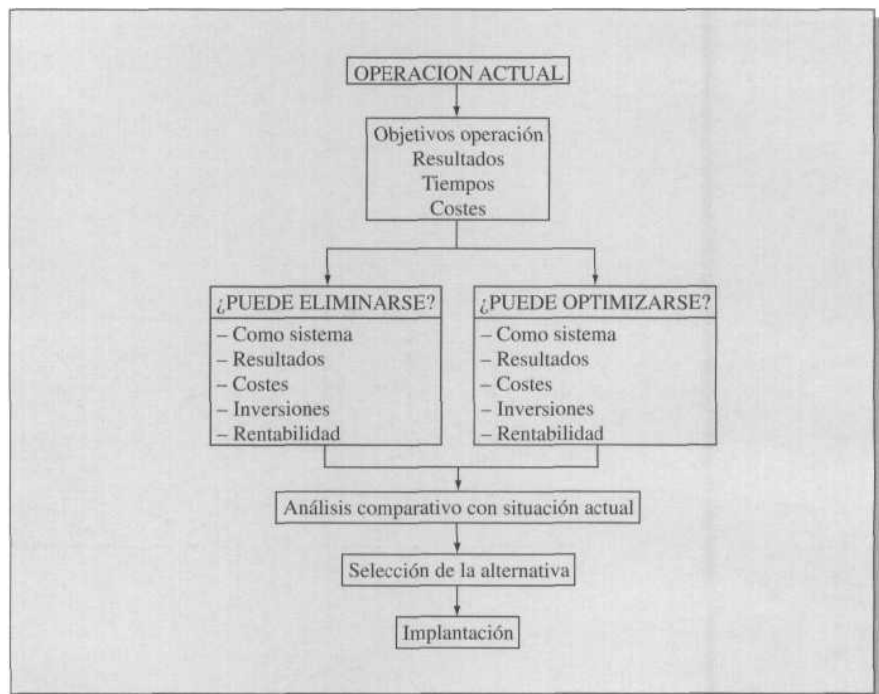 OPERACION ACTUAL
Objetivos operación
Resultados
Tiempos
Costes
¿PUEDE ELIMINARSE?
– Como sistema
– Resultados
– Costes
– Inversiones
– Rentabilidad
¿PUEDE OPTIMIZARSE?
– Como sistema
– Resultados
– Costes
– Inversiones
– Rentabilidad
Análisis comparativo con situación actual
Selección de la alternativa
Implantación